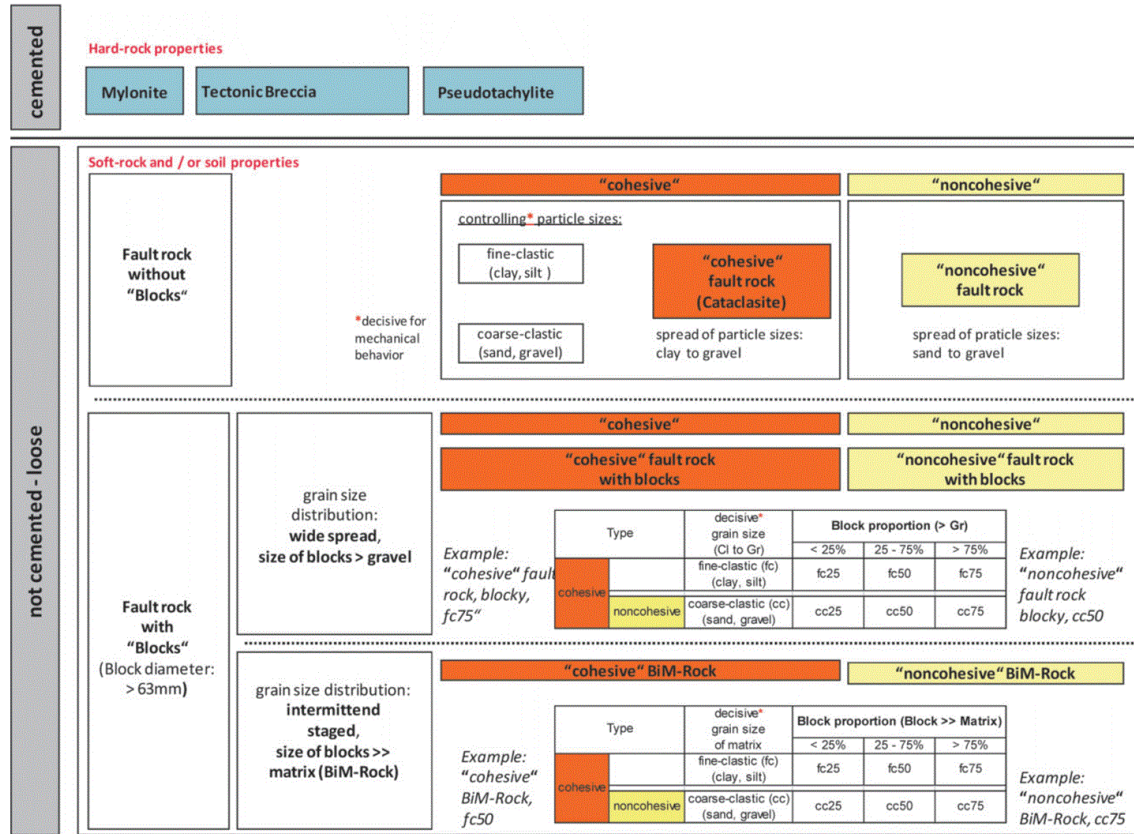 cemented
Hard-rock properties
Mylonite
Tectonic Breccia
Pseudotachylite
not cemented - loose
Soft-rock and / or soil properties
Fault rock
without
"Blocks“
*decisive for
mechanical
behavior
"cohesive“
controlling* particle sizes:
fine-clastic
(clay, silt )
coarse-clastic
(sand, gravel)
"cohesive“
fault rock
(Cataclasite)
spread of particle sizes:
clay to gravel
"noncohesive“
"noncohesive“
fault rock
spread of praticle sizes:
sand to gravel
Fault rock
with
"Blocks“
(Block diameter:
> 63mm)
grain size
distribution:
wide spread,
size of blocks > gravel
"cohesive“
"noncohesive“
"cohesive“ fault rock
with blocks
"noncohesive“ fault rock
with blocks
Example:
"cohesive“ fault
rock, blocky,
fc75“
Type
decisive*
grain size
(Cl to Gr)
Block proportion (> Gr)
< 25%
25 - 75%
> 75%
cohesive
fine-clastic (fc)
(clay, silt)
fc25
fc50
fc75
noncohesive
coarse-clastic (cc)
(sand, gravel)
cc25
cc50
cc75
Example:
"noncohesive“
fault rock
blocky, cc50
grain size distribution:
intermittend
staged,
size of blocks >>
matrix (BiM-Rock)
"cohesive“ BiM-Rock
"noncohesive“ BiM-Rock
Example:
"cohesive“
BiM-Rock,
fc50
Type
decisive*
grain size
of matrix
Block proportion (Block >> Matrix)
< 25%
25 - 75%
> 75%
cohesive
fine-clastic (fc)
(clay, silt)
fc25
fc50
fc75
noncohesive
coarse-clastic (cc)
(sand, gravel)
cc25
cc50
cc75
Example:
"noncohesive“
BiM-Rock, cc75